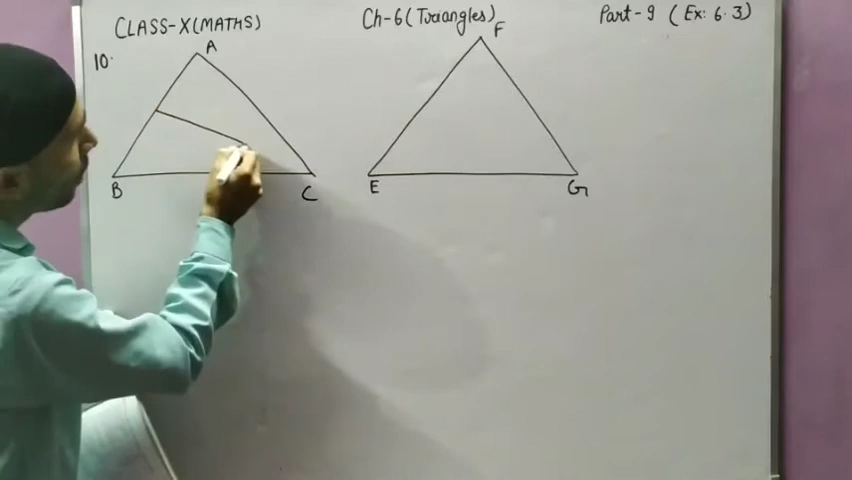 CLASS-X(MATHS) Ch-6(Triangles) Part-9 (Ex: 6.3)
10.
A
F
B
C
E
G